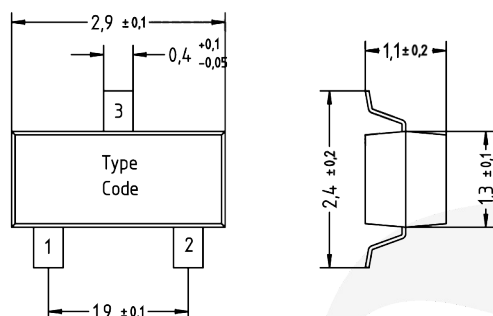 2,9 ±0,1
0,4 +0,1 -0,05
1,1±0,2
3
Type
Code
2,4 ±0,2
1,3 ±0,1
1
2
1,9 ±0,1